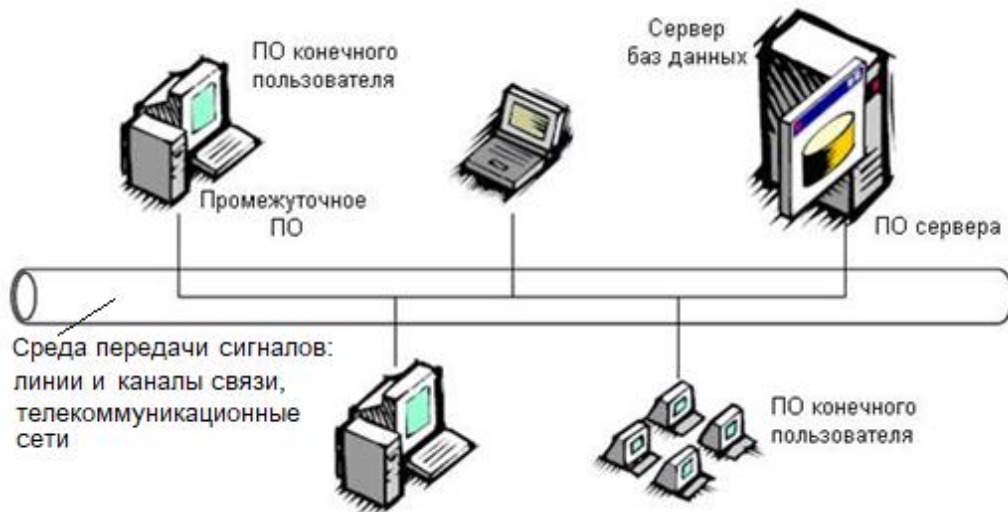 ПО конечного
пользователя
Сервер
баз данных
Промежуточное
ПО
ПО сервера
Среда передачи сигналов:
линии и каналы связи,
телекоммуникационные
сети
ПО конечного
пользователя